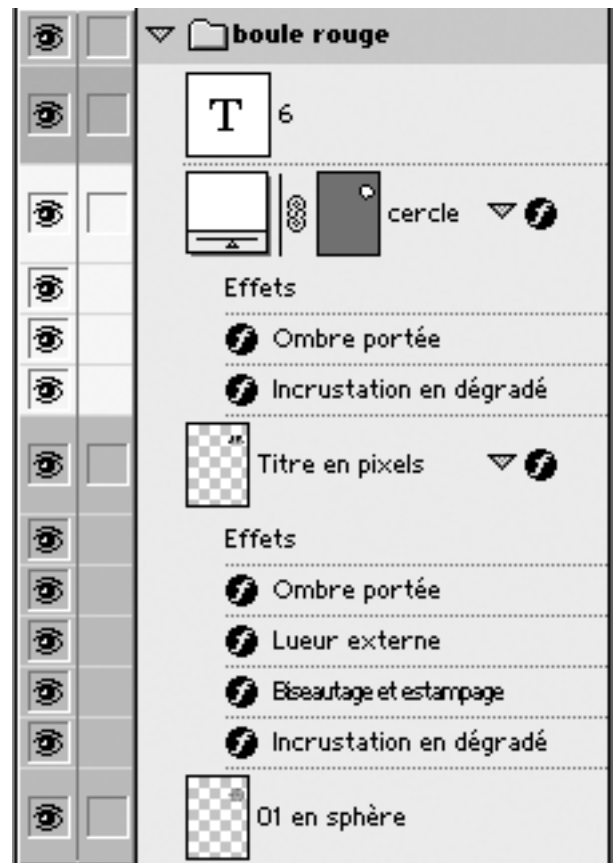 boule rouge
T 6
cercle
Effets
Ombre portée
Incrustation en dégradé
Titre en pixels
Effets
Ombre portée
Lueur externe
Biseautage et estampage
Incrustation en dégradé
01 en sphère